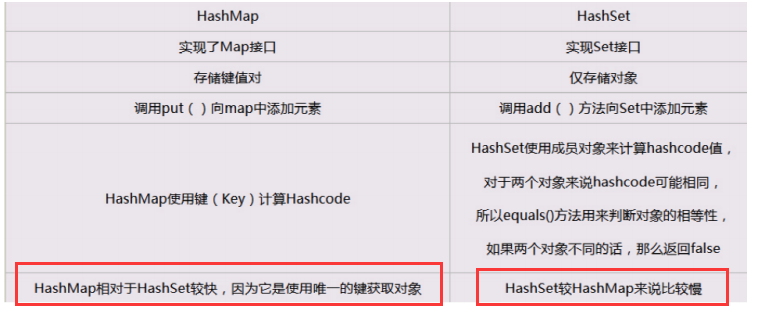 HashMap
HashSet
实现了Map接口
实现Set接口
存储键值对
仅存储对象
调用put（）向map中添加元素
调用add（）方法向Set中添加元素
HashMap使用键（Key）计算Hashcode
HashSet使用成员对象来计算hashcode值，
对于两个对象来说hashcode可能相同，
所以equals()方法用来判断对象的相等性，
如果两个对象不同的话，那么返回false
HashMap相对于HashSet较快，因为它是使用唯一的键获取对象
HashSet较HashMap来说比较慢